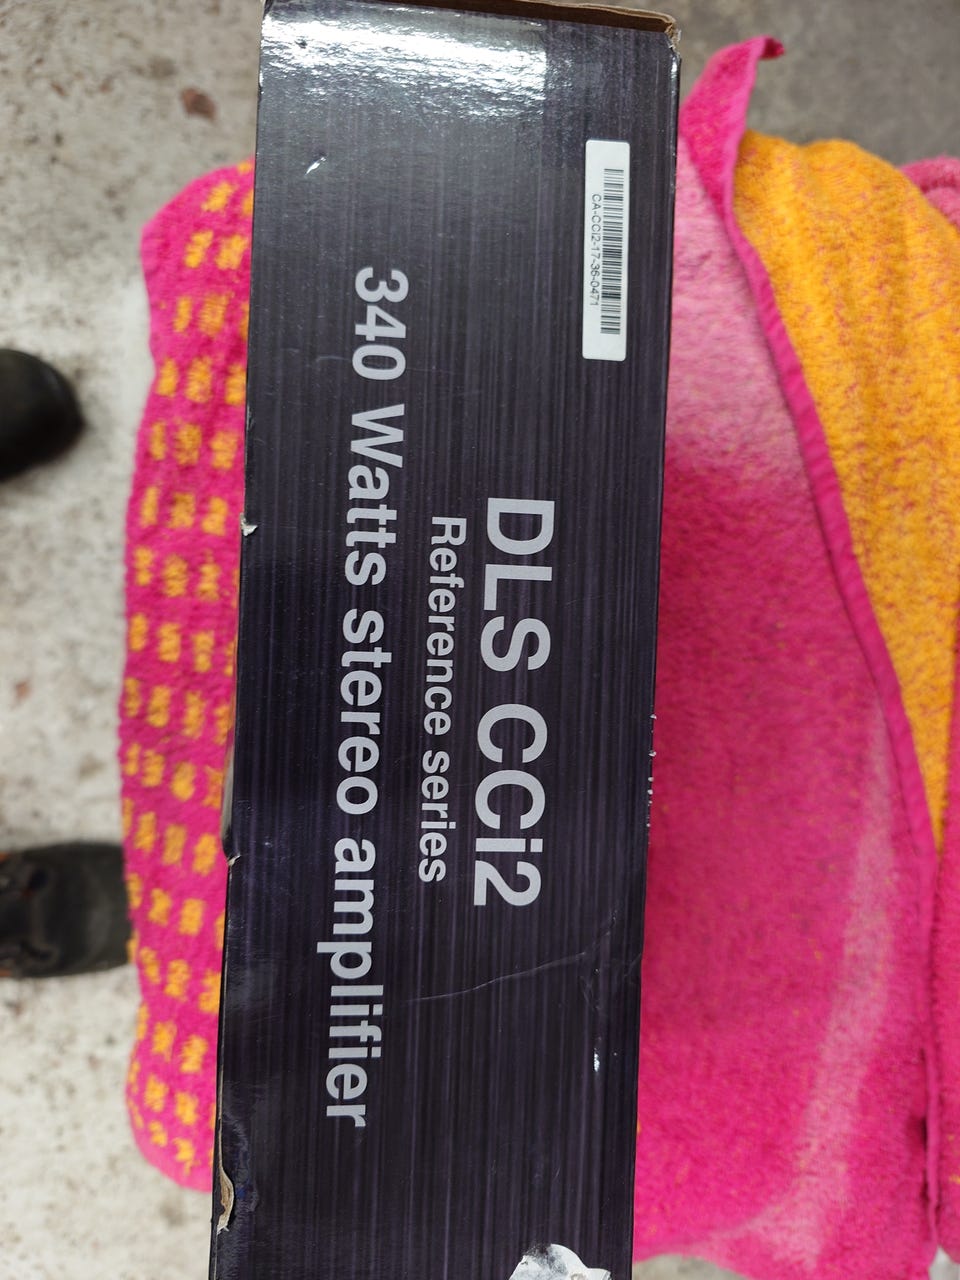 CA-CCi2-17-36-0471
DLS CCi2
Reference series
340 Watts stereo amplifier